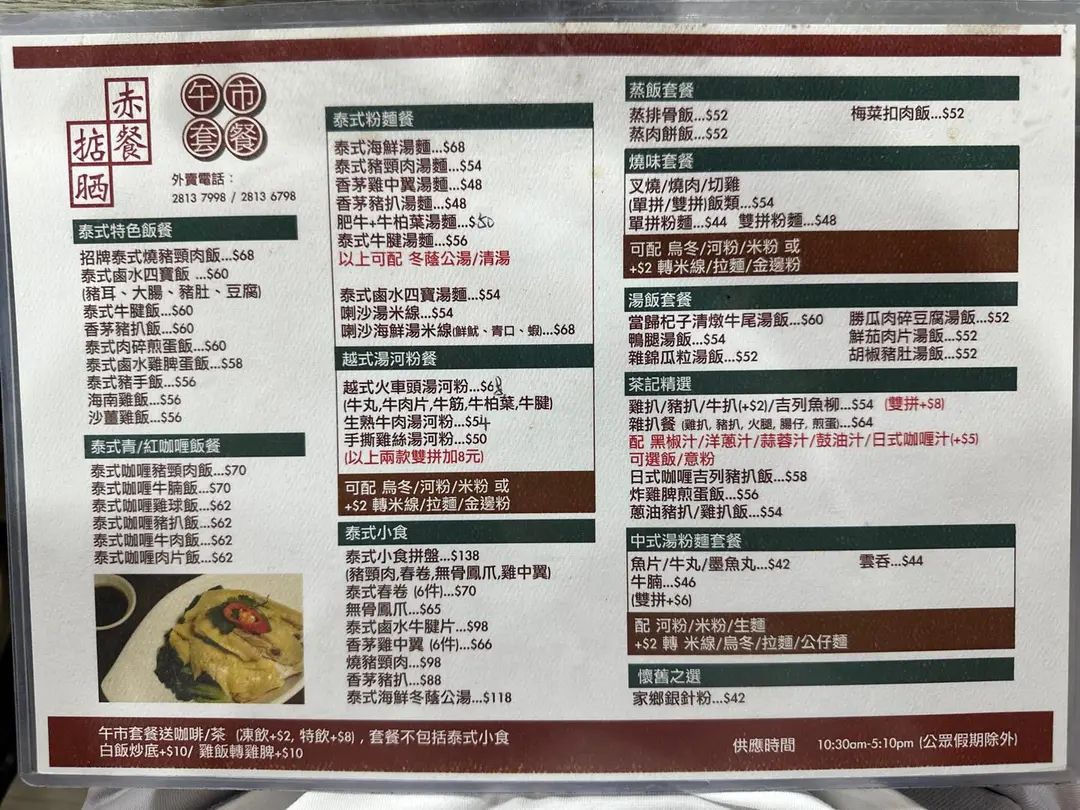 赤餐掂晒
午市套餐
外賣電話：
2813 7998 / 2813 6798
泰式特色飯餐
招牌泰式燒豬頸肉飯...$68
泰式鹵水四寶飯 ...$60
(豬耳、大腸、豬肚、豆腐)
泰式牛腱飯...$60
香茅豬扒飯...$60
泰式肉碎煎蛋飯...$60
泰式鹵水雞脾蛋飯...$58
泰式豬手飯...$56
海南雞飯...$56
沙薑雞飯...$56
泰式青/紅咖喱飯餐
泰式咖喱豬頸肉飯...$70
泰式咖喱牛腩飯...$70
泰式咖喱雞球飯...$62
泰式咖喱豬扒飯...$62
泰式咖喱牛肉飯...$62
泰式咖喱肉片飯...$62
泰式粉麵餐
泰式海鮮湯麵...$68
泰式豬頸肉湯麵...$54
香茅雞中翼湯麵...$48
香茅豬扒湯麵...$48
肥牛+牛柏葉湯麵...$50
泰式牛腱湯麵...$56
以上可配 冬蔭公湯/清湯
泰式鹵水四寶湯麵...$54
喇沙湯米線...$54
喇沙海鮮湯米線(鮮魷、青口、蝦)...$68
越式湯河粉餐
越式火車頭湯河粉...$68
(牛丸,牛肉片,牛筋,牛柏葉,牛腱)
生熟牛肉湯河粉...$54
手撕雞絲湯河粉...$50
(以上兩款雙拼加8元)
可配 烏冬/河粉/米粉 或
+$2 轉米線/拉麵/金邊粉
泰式小食
泰式小食拼盤...$138
(豬頸肉,春卷,無骨鳳爪,雞中翼)
泰式春卷 (6件)...$70
無骨鳳爪...$65
泰式鹵水牛腱片...$98
香茅雞中翼 (6件)...$66
燒豬頸肉...$98
香茅豬扒...$88
泰式海鮮冬蔭公湯...$118
蒸飯套餐
蒸排骨飯...$52
梅菜扣肉飯...$52
蒸肉餅飯...$52
燒味套餐
叉燒/燒肉/切雞
(單拼/雙拼)飯類...$54
單拼粉麵...$44 雙拼粉麵...$48
可配 烏冬/河粉/米粉 或
+$2 轉米線/拉麵/金邊粉
湯飯套餐
當歸杞子清燉牛尾湯飯...$60
勝瓜肉碎豆腐湯飯...$52
鴨腿湯飯...$54
鮮茄肉片湯飯...$52
雜錦瓜粒湯飯...$52
胡椒豬肚湯飯...$52
茶記精選
雞扒/豬扒/牛扒(+$2)/吉列魚柳...$54 (雙拼+$8)
雜扒餐 (雞扒, 豬扒, 火腿, 腸仔, 煎蛋)...$64
配 黑椒汁/洋蔥汁/蒜蓉汁/鼓油汁/日式咖喱汁(+$5)
可選飯/意粉
日式咖喱吉列豬扒飯...$58
炸雞脾煎蛋飯...$56
蔥油豬扒/雞扒飯...$54
中式湯粉麵套餐
魚片/牛丸/墨魚丸...$42
雲呑...$44
牛腩...$46
(雙拼+$6)
配 河粉/米粉/生麵
+$2 轉 米線/烏冬/拉麵/公仔麵
懷舊之選
家鄉銀針粉...$42
午市套餐送咖啡/茶 (凍飲+$2, 特飲+$8) , 套餐不包括泰式小食
白飯炒底+$10/ 雞飯轉雞脾+$10
供應時間 10:30am-5:10pm (公眾假期除外)